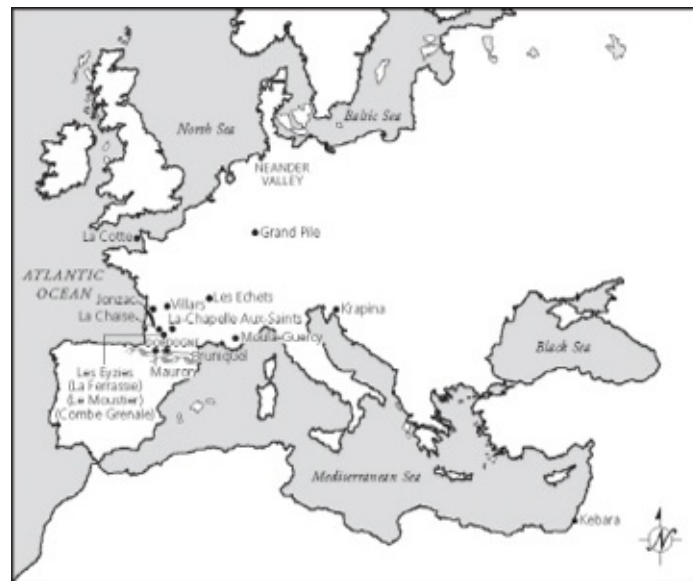 North Sea
Baltic Sea
NEANDER
VALLEY
La Cotte
Grand Pile
ATLANTIC
OCEAN
Jonzac
Villars
Les Echets
Krapina
La Chaise
La-Chapelle Aux-Saints
Moula-Guercy
Black Sea
DORDOGNE
Bruniquel
Mauron
Les Eyzies
(La Ferrassie)
(Le Moustier)
(Combe Grenale)
Mediterranean Sea
Kebara
N